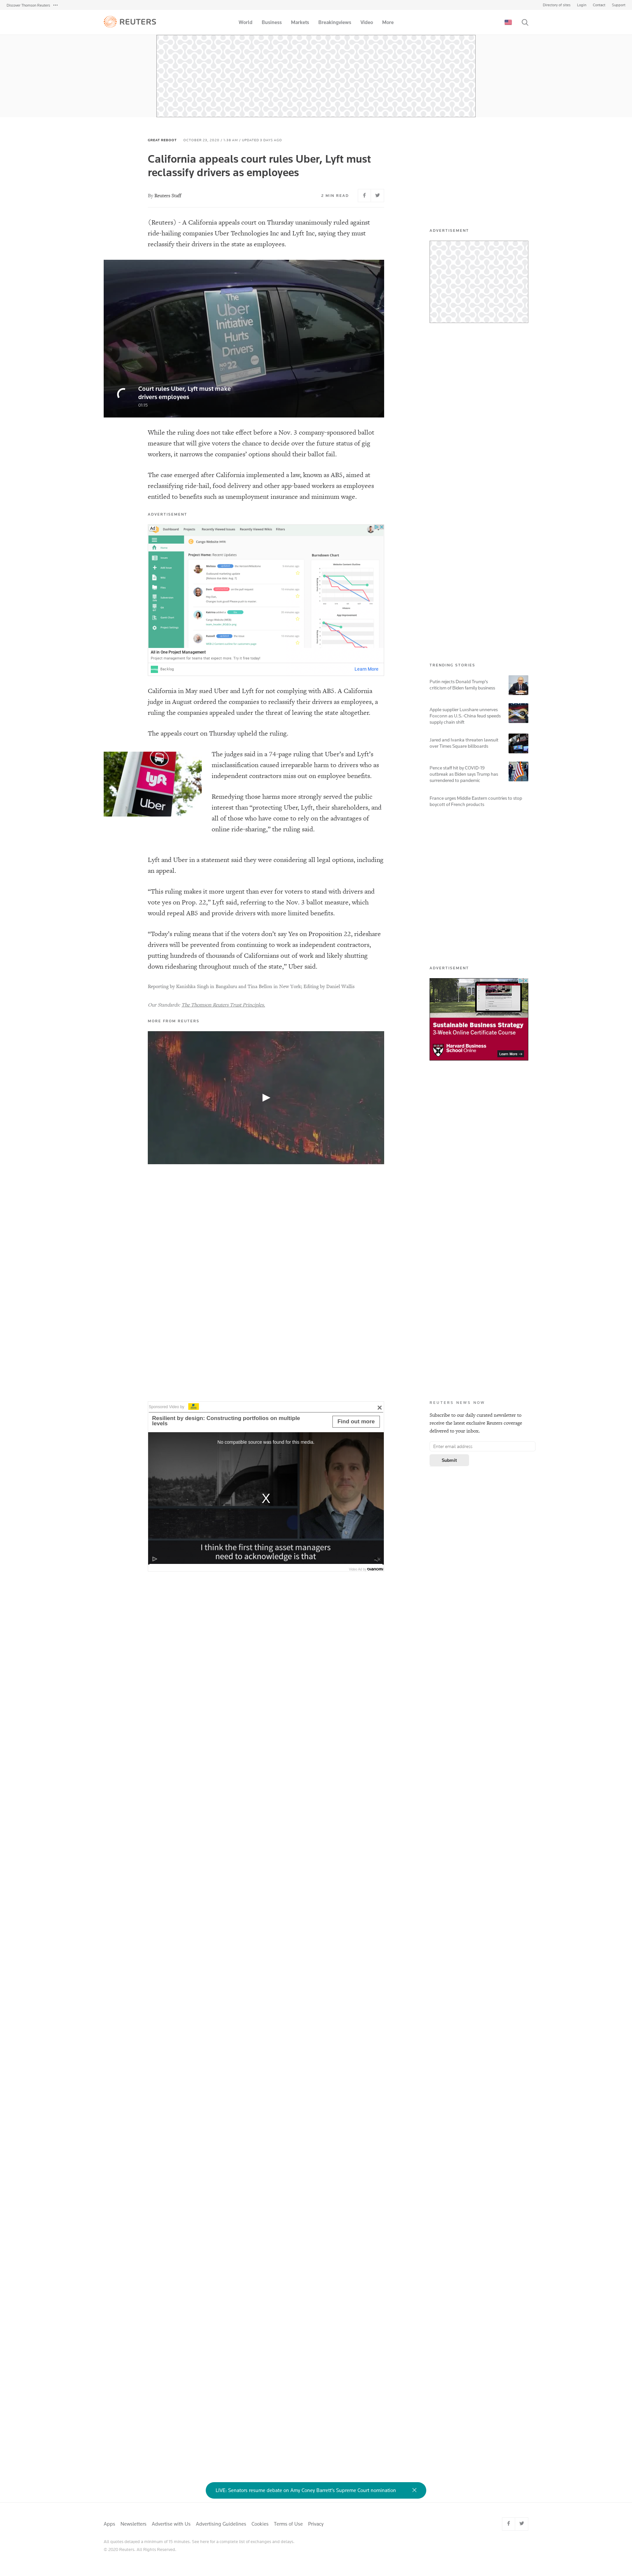 Discover Thomson Reuters
Directory of sites Login Contact Support
REUTERS World Business Markets Breakingviews Video More
OCTOBER 23, 2020 / 1:38 AM / UPDATED 3 DAYS AGO
California appeals court rules Uber, Lyft must
reclassify drivers as employees
By Reuters Staff
2 MIN READ
(Reuters) - A California appeals court on Thursday unanimously ruled against
ride-hailing companies Uber Technologies Inc and Lyft Inc, saying they must
reclassify their drivers in the state as employees.
The
Uber
Initiative
Hurts
Drivers
NO
22
Court rules Uber, Lyft must make
drivers employees
While the ruling does not take effect before a Nov. 3 company-sponsored ballot
measure that will give voters the chance to decide over the future status of gig
workers, it narrows the companies’ options should their ballot fail.
The case emerged after California implemented a law, known as AB5, aimed at
reclassifying ride-hail, food delivery and other app-based workers as employees
entitled to benefits such as unemployment insurance and minimum wage.
ADVERTISEMENT
Dashboard Projects Recently Viewed Issues Recently Viewed Wikis Filters
Project Home: Recent Updates
Burndown Chart
All in One Project Management
Project management for teams that expect more. Try it free today!
Learn More
California in May sued Uber and Lyft for not complying with AB5. A California
judge in August ordered the companies to reclassify their drivers as employees, a
ruling the companies appealed under the threat of leaving the state altogether.
The appeals court on Thursday upheld the ruling.
lyft
Uber
The judges said in a 74-page ruling that Uber’s and Lyft’s
misclassification caused irreparable harm to drivers who as
independent contractors miss out on employee benefits.
Remedying those harms more strongly served the public
interest than “protecting Uber, Lyft, their shareholders, and
all of those who have come to rely on the advantages of
online ride-sharing,” the ruling said.
Lyft and Uber in a statement said they were considering all legal options, including
an appeal.
“This ruling makes it more urgent than ever for voters to stand with drivers and
vote yes on Prop. 22,” Lyft said, referring to the Nov. 3 ballot measure, which
would repeal AB5 and provide drivers with more limited benefits.
“Today’s ruling means that if the voters don’t say Yes on Proposition 22, rideshare
drivers will be prevented from continuing to work as independent contractors,
putting hundreds of thousands of Californians out of work and likely shutting
down ridesharing throughout much of the state,” Uber said.
Reporting by Kanishka Singh in Bengaluru and Tina Bellon in New York; Editing by Daniel Wallis
Our Standards: The Thomson Reuters Trust Principles.
MORE FROM REUTERS
Sponsored Video by
Resilient by design: Constructing portfolios on multiple
levels
Find out more
No compatible source was found for this media.
X
I think the first thing asset managers
need to acknowledge is that
ADVERTISEMENT
TRENDING STORIES
Putin rejects Donald Trump's
criticism of Biden family business
Apple supplier Luxshare unnerves
Foxconn as U.S.-China feud speeds
supply chain shift
Jared and Ivanka threaten lawsuit
over Times Square billboards
Pence staff hit by COVID-19
outbreak as Biden says Trump has
surrendered to pandemic
France urges Middle Eastern countries to stop
boycott of French products
ADVERTISEMENT
Sustainable Business Strategy
3-Week Online Certificate Course
Harvard Business
School Online
Learn More
REUTERS NEWS NOW
Subscribe to our daily curated newsletter to
receive the latest exclusive Reuters coverage
delivered to your inbox.
Enter email address
Submit
LIVE: Senators resume debate on Amy Coney Barrett's Supreme Court nomination
Apps Newsletters Advertise with Us Advertising Guidelines Cookies Terms of Use Privacy
All quotes delayed a minimum of 15 minutes. See here for a complete list of exchanges and delays.
© 2020 Reuters. All Rights Reserved.